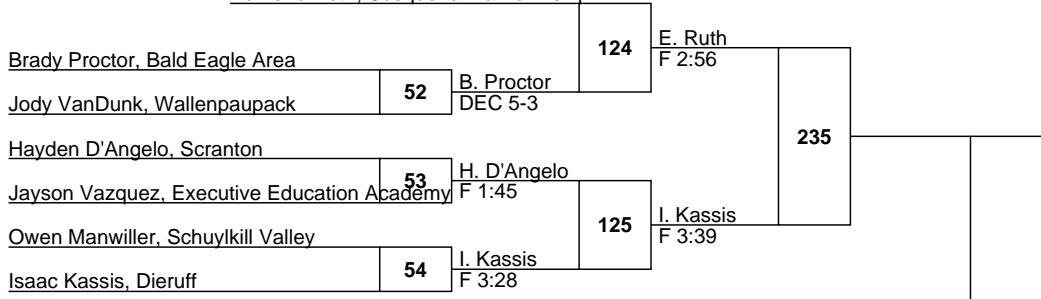 124
E. Ruth
F 2:56
Brady Proctor, Bald Eagle Area
52
B. Proctor
DEC 5-3
Jody VanDunk, Wallenpaupack
235
Hayden D'Angelo, Scranton
53
H. D'Angelo
F 1:45
Jayson Vazquez, Executive Education Academy
125
I. Kassis
F 3:39
Owen Manwiller, Schuylkill Valley
54
I. Kassis
F 3:28
Isaac Kassis, Dieruff